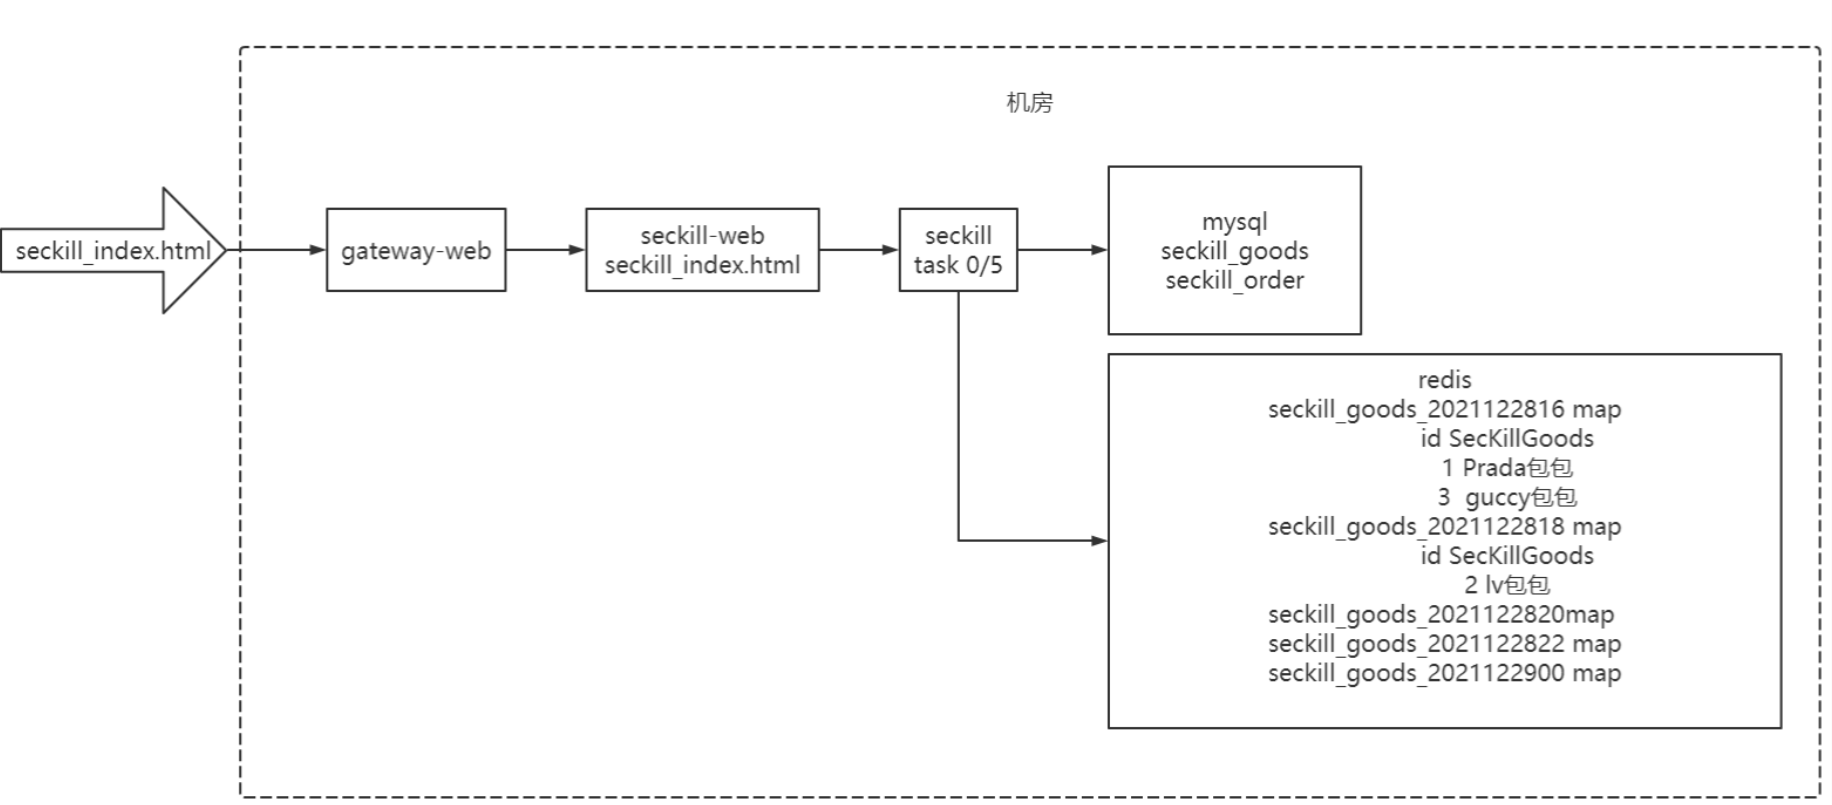 机房
seckill_index.html
gateway-web
seckill-web
seckill_index.html
seckill
task 0/5
mysql
seckill_goods
seckill_order
redis
seckill_goods_2021122816 map
id SecKillGoods
1 Prada包包
3 guccy包包
seckill_goods_2021122818 map
id SecKillGoods
2 lv包包
seckill_goods_2021122820map
seckill_goods_2021122822 map
seckill_goods_2021122900 map